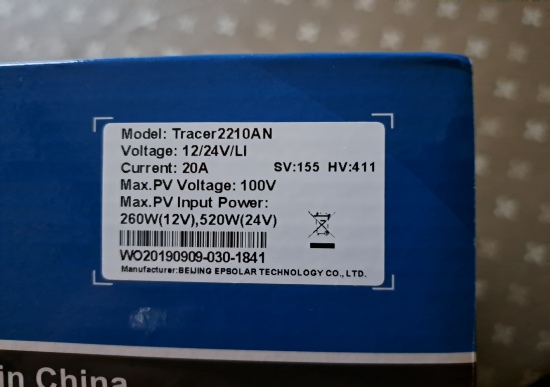 Model: Tracer2210AN
Voltage: 12/24V/LI
Current: 20A SV:155 HV:411
Max.PV Voltage: 100V
Max.PV Input Power:
260W(12V),520W(24V)
WO20190909-030-1841
Manufacturer:BEIJING EPSOLAR TECHNOLOGY CO., LTD.
in China